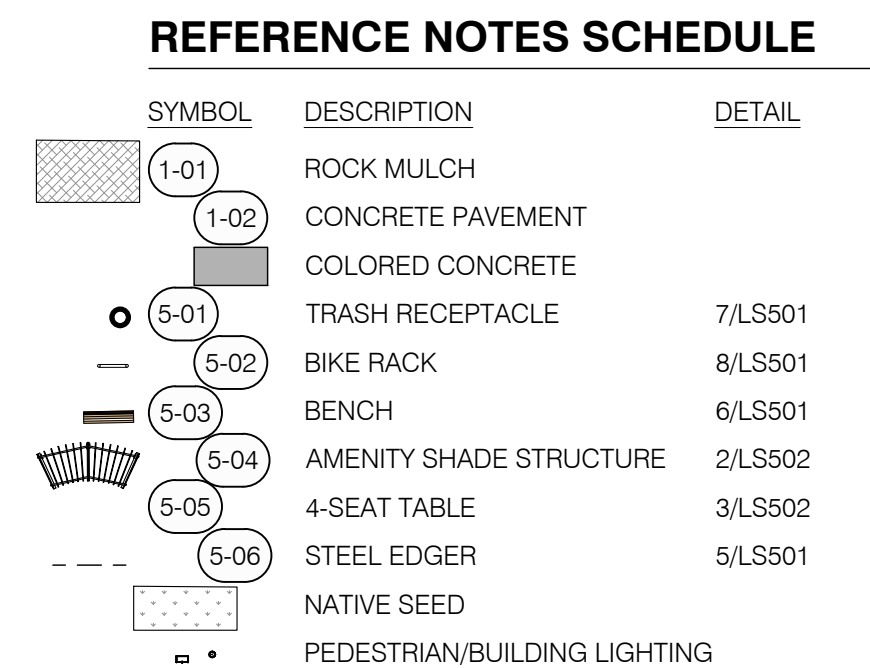 REFERENCE NOTES SCHEDULE
SYMBOL DESCRIPTION DETAIL
1-01 ROCK MULCH
1-02 CONCRETE PAVEMENT
COLORED CONCRETE
5-01 TRASH RECEPTACLE 7/LS501
5-02 BIKE RACK 8/LS501
5-03 BENCH 6/LS501
5-04 AMENITY SHADE STRUCTURE 2/LS502
5-05 4-SEAT TABLE 3/LS502
5-06 STEEL EDGER 5/LS501
NATIVE SEED
PEDESTRIAN/BUILDING LIGHTING